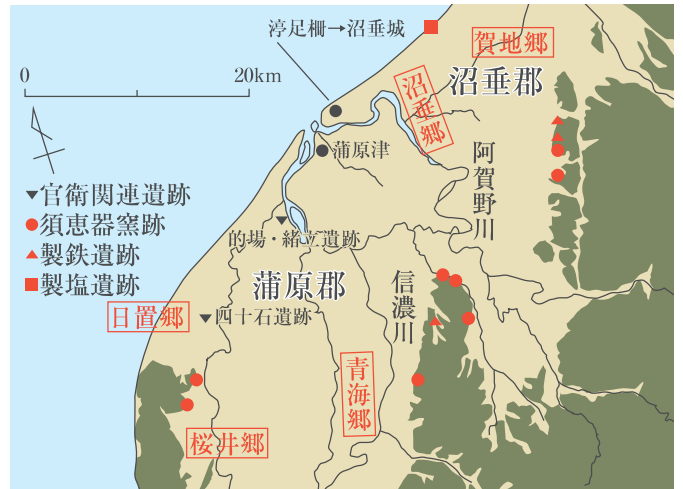 渟足柵→沼垂城
0
20km
賀地郷
沼垂郡
沼垂郷
蒲原津
阿賀野川
▼官衙関連遺跡
●須恵器窯跡
▲製鉄遺跡
■製塩遺跡
的場・緒立遺跡
蒲原郡
信濃川
日置郷
四十石遺跡
青海郷
桜井郷